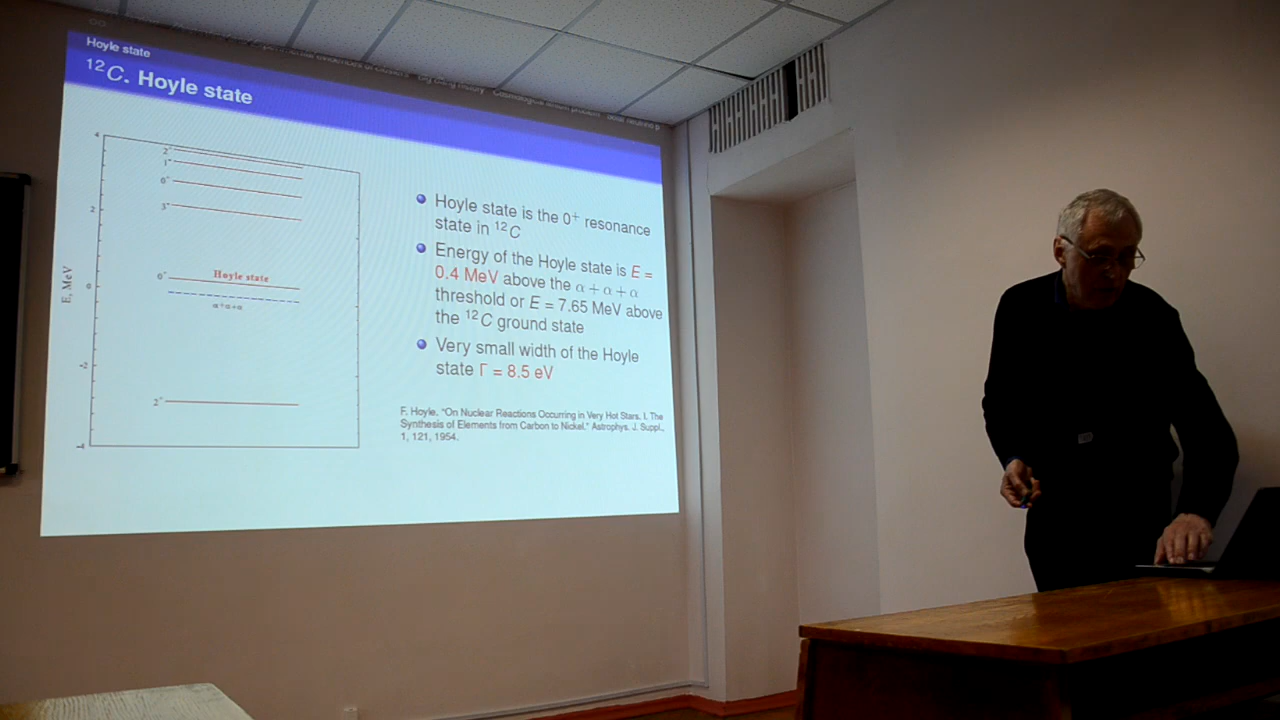 Hoyle state
¹²C. Hoyle state
4
2
0
-2
-4
E, MeV
2⁺
1⁻
0⁺
3⁻
0⁺
Hoyle state
α+α+α
2⁺
Hoyle state is the 0⁺ resonance
state in ¹²C
Energy of the Hoyle state is E =
0.4 MeV above the α + α + α
threshold or E = 7.65 MeV above
the ¹²C ground state
Very small width of the Hoyle
state Γ = 8.5 eV
F. Hoyle. "On Nuclear Reactions Occurring in Very Hot Stars. I. The
Synthesis of Elements from Carbon to Nickel." Astrophys. J. Suppl.,
1, 121, 1954.